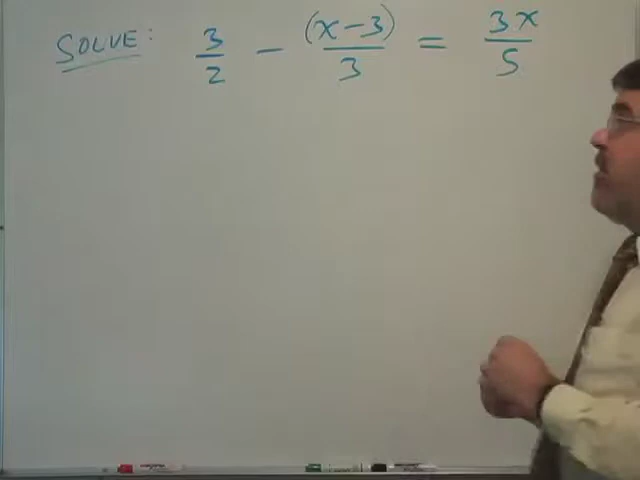 SOLVE: 3/2 - (x-3)/3 = 3x/5